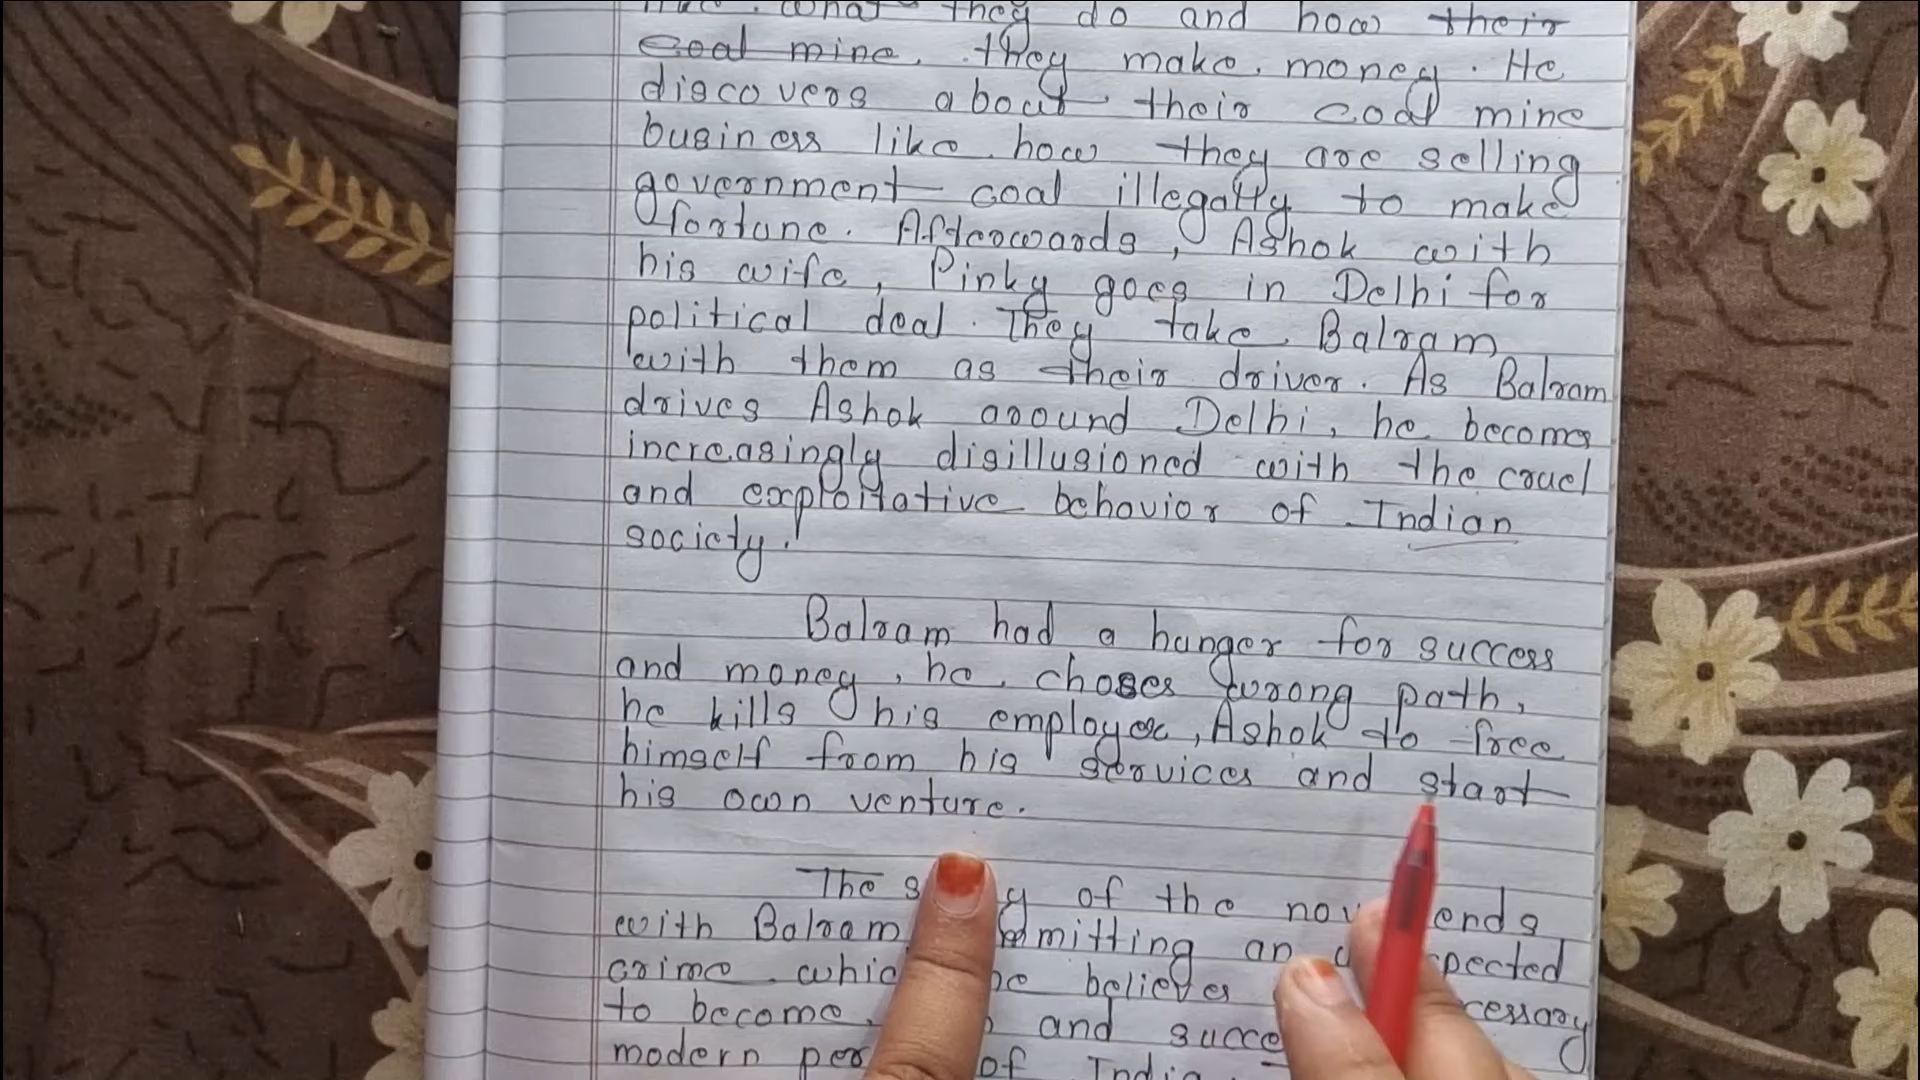 what they do and how their
coal mine. they make money. He
discovers about their coal mine
business like how they are selling
government coal illegally to make
fortune. Afterwards, Ashok with
his wife, Pinky goes in Delhi for
political deal. They take Balram
with them as their driver. As Balram
drives Ashok around Delhi, he becomes
increasingly disillusioned with the cruel
and exploitative behavior of Indian
society.
Balram had a hunger for success
and money, he choses wrong path,
he kills his employee, Ashok to free
himself from his services and start
his own venture.
The of the ends
with Balram an
crime believes
to become and
modern of India